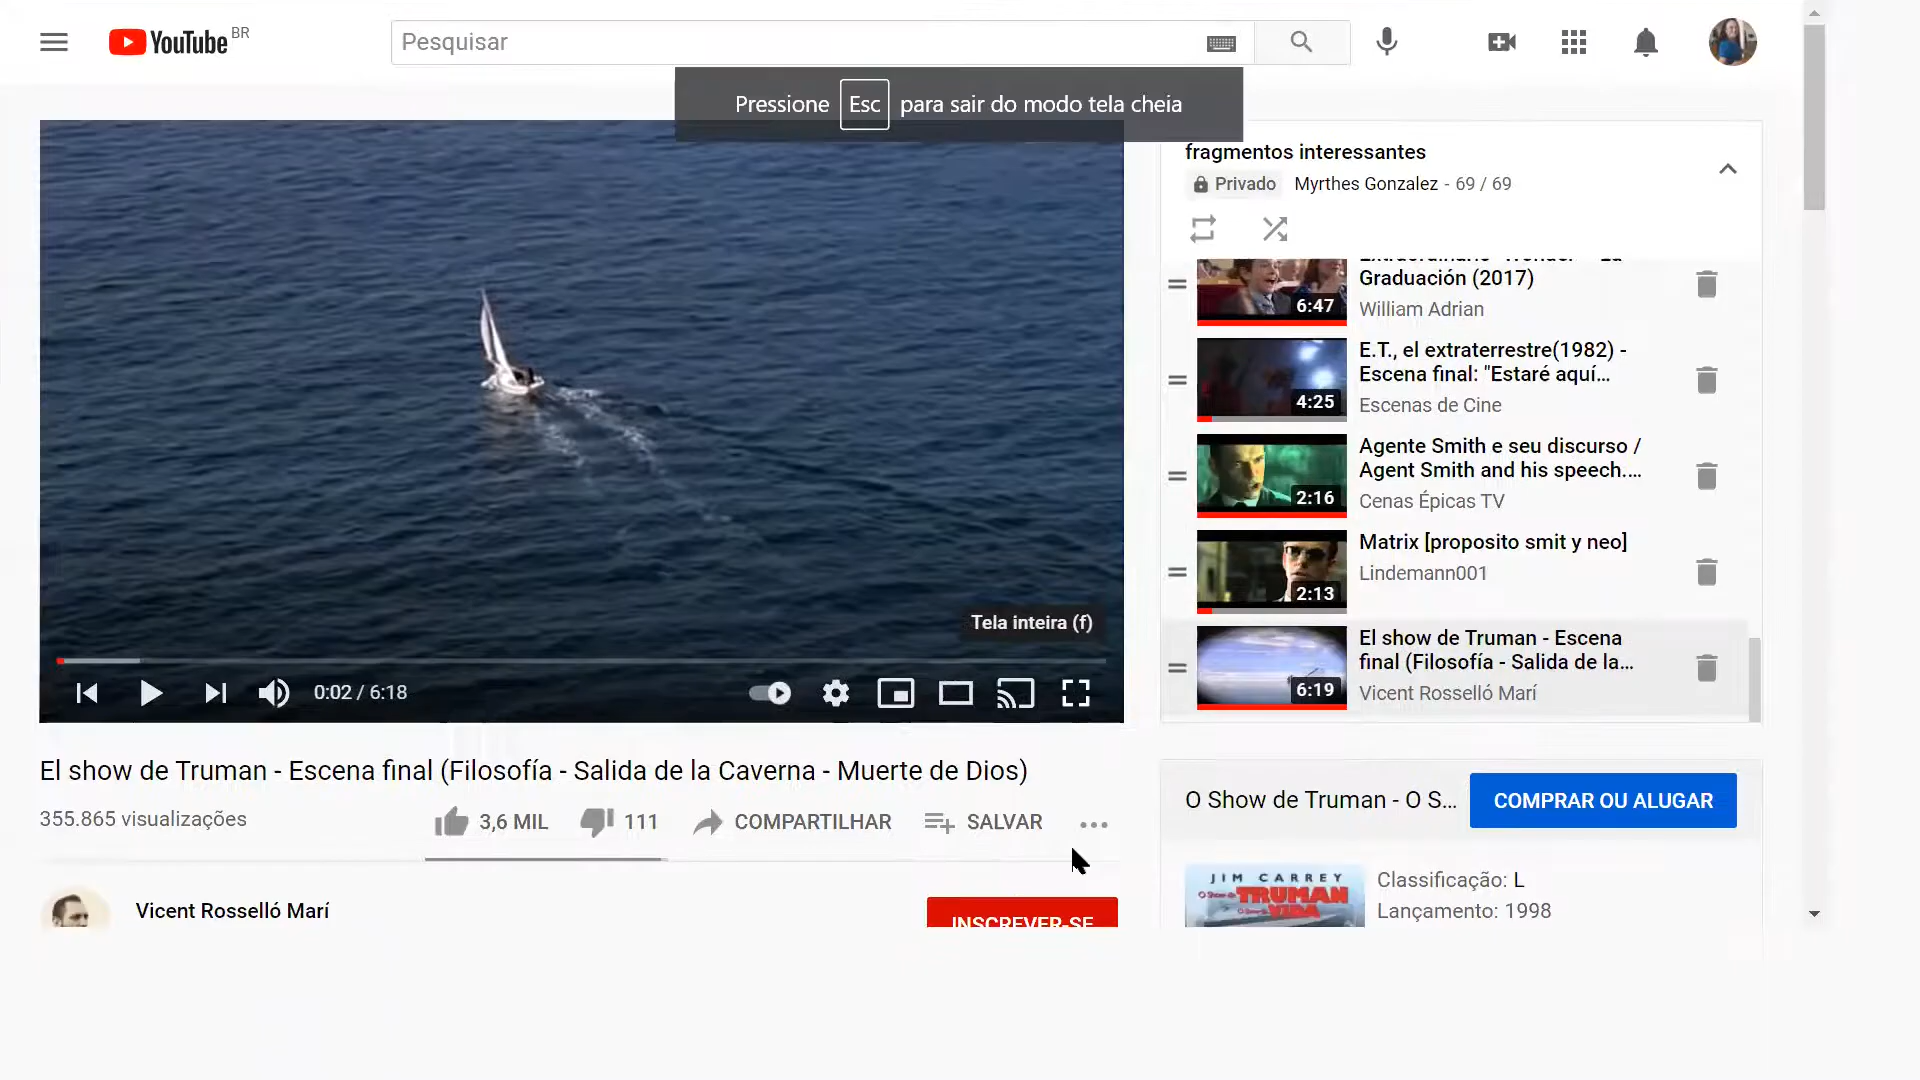 YouTube BR
Pesquisar
Pressione Esc para sair do modo tela cheia
fragmentos interessantes
Privado Myrthes Gonzalez - 69 / 69
Graduación (2017)
William Adrian
6:47
E.T., el extraterrestre(1982) -
Escena final: "Estaré aquí...
Escenas de Cine
4:25
Agente Smith e seu discurso /
Agent Smith and his speech....
Cenas Épicas TV
2:16
Matrix [proposito smit y neo]
Lindemann001
2:13
El show de Truman - Escena
final (Filosofía - Salida de la...
Vicent Rosselló Marí
6:19
Tela inteira (f)
0:02 / 6:18
El show de Truman - Escena final (Filosofía - Salida de la Caverna - Muerte de Dios)
355.865 visualizações
3,6 MIL 111 COMPARTILHAR SALVAR
Vicent Rosselló Marí
INSCREVER-SE
O Show de Truman - O S... COMPRAR OU ALUGAR
JIM CARREY
TRUMAN
VIDA
Classificação: L
Lançamento: 1998